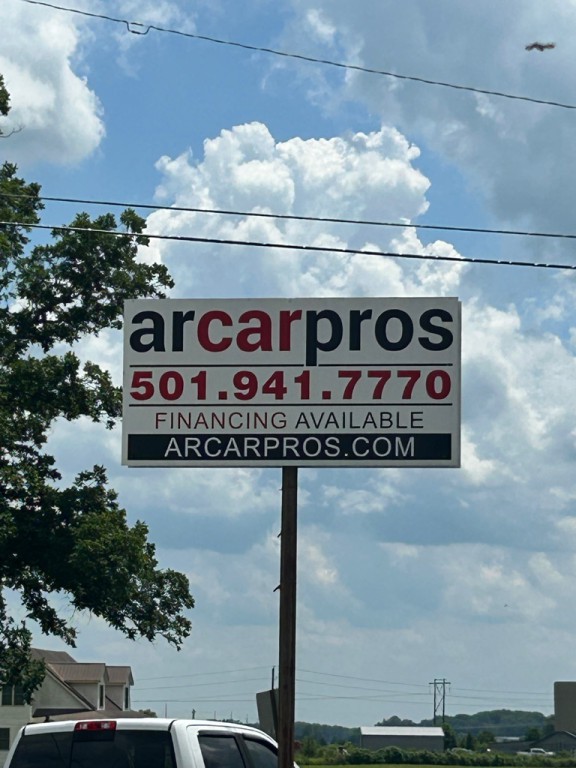 arcarpros
501.941.7770
FINANCING AVAILABLE
ARCARPROS.COM